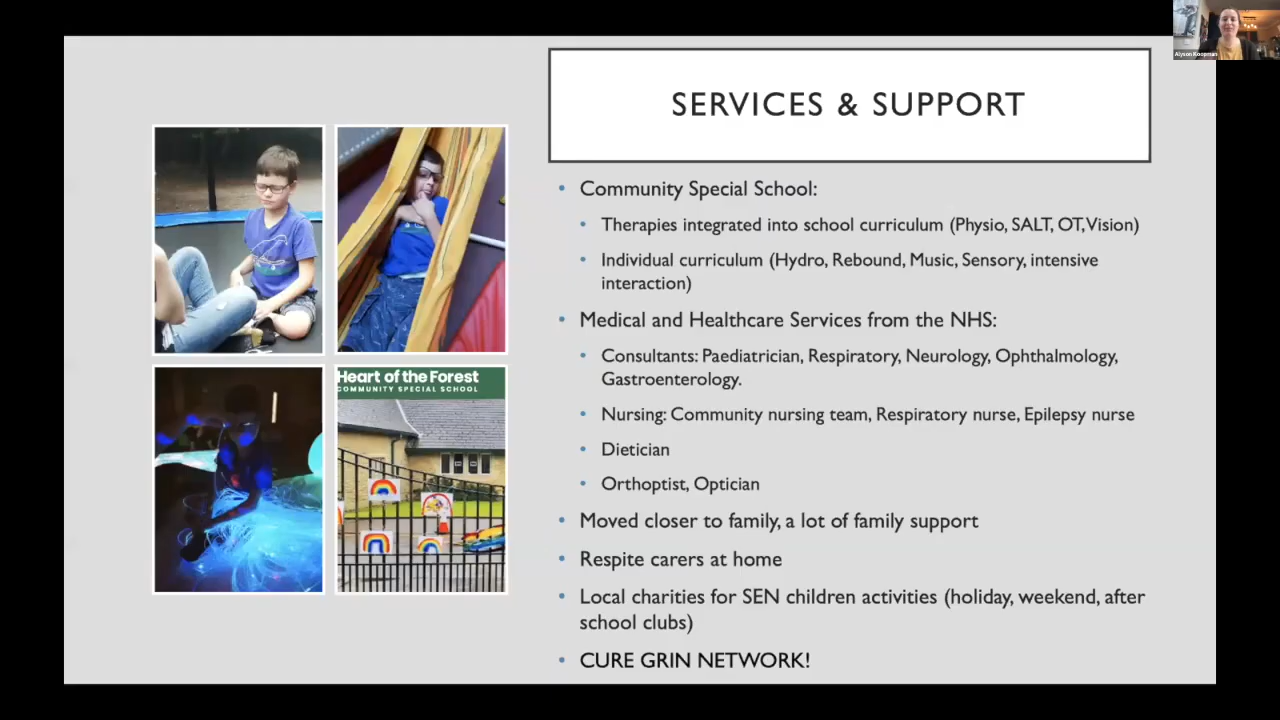 Alyson Koopman
SERVICES & SUPPORT
• Community Special School:
• Therapies integrated into school curriculum (Physio, SALT, OT, Vision)
• Individual curriculum (Hydro, Rebound, Music, Sensory, intensive
interaction)
• Medical and Healthcare Services from the NHS:
• Consultants: Paediatrician, Respiratory, Neurology, Ophthalmology,
Gastroenterology.
• Nursing: Community nursing team, Respiratory nurse, Epilepsy nurse
• Dietician
• Orthoptist, Optician
• Moved closer to family, a lot of family support
• Respite carers at home
• Local charities for SEN children activities (holiday, weekend, after
school clubs)
• CURE GRIN NETWORK!
Heart of the Forest
COMMUNITY SPECIAL SCHOOL